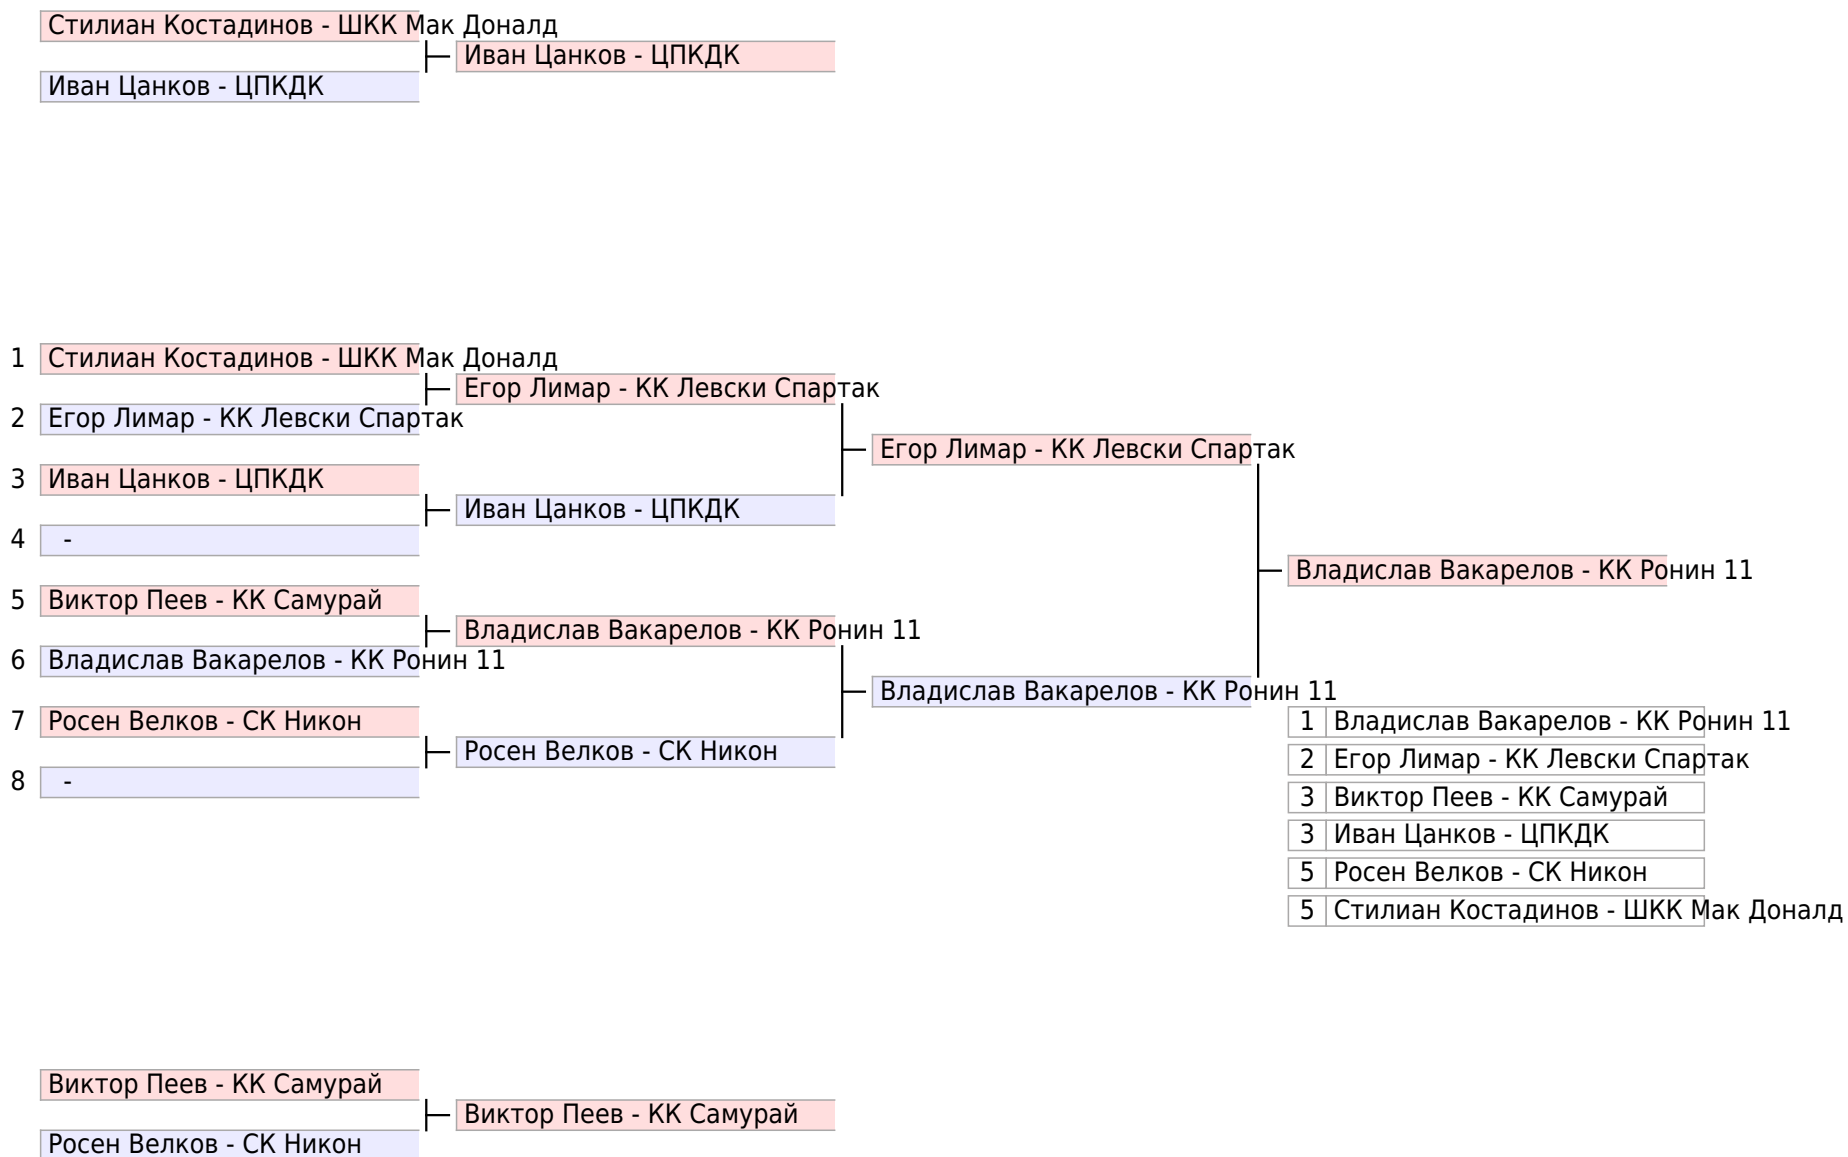 Стилиан Костадинов - ШКК Мак Доналд
Иван Цанков - ЦПКДК
Иван Цанков - ЦПКДК
1 Стилиан Костадинов - ШКК Мак Доналд
Егор Лимар - КК Левски Спартак
2 Егор Лимар - КК Левски Спартак
Егор Лимар - КК Левски Спартак
3 Иван Цанков - ЦПКДК
Иван Цанков - ЦПКДК
4 -
Владислав Вакарелов - КК Ронин 11
5 Виктор Пеев - КК Самурай
Владислав Вакарелов - КК Ронин 11
6 Владислав Вакарелов - КК Ронин 11
Владислав Вакарелов - КК Ронин 11
7 Росен Велков - СК Никон
Росен Велков - СК Никон
8 -
1 Владислав Вакарелов - КК Ронин 11
2 Егор Лимар - КК Левски Спартак
3 Виктор Пеев - КК Самурай
3 Иван Цанков - ЦПКДК
5 Росен Велков - СК Никон
5 Стилиан Костадинов - ШКК Мак Доналд
Виктор Пеев - КК Самурай
Виктор Пеев - КК Самурай
Росен Велков - СК Никон